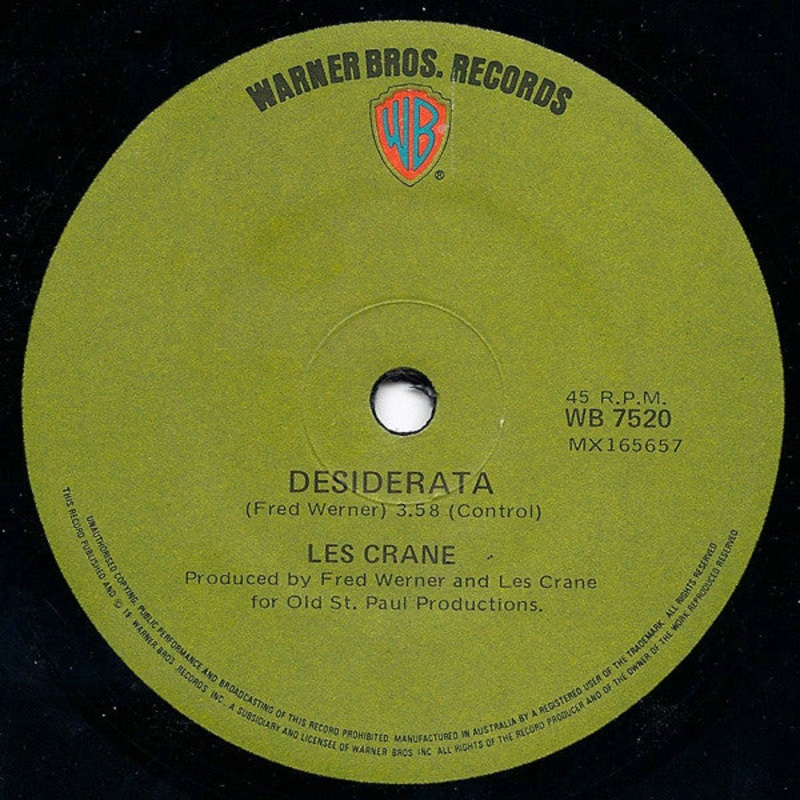 WARNER BROS. RECORDS
WB
®
45 R.P.M.
WB 7520
MX165657
DESIDERATA
(Fred Werner) 3.58 (Control)
LES CRANE
Produced by Fred Werner and Les Crane
for Old St. Paul Productions.
UNAUTHORISED COPYING, PUBLIC PERFORMANCE AND BROADCASTING OF THIS RECORD PROHIBITED. MANUFACTURED IN AUSTRALIA BY A REGISTERED USER OF THE TRADEMARK. ALL RIGHTS RESERVED
THIS RECORD PUBLISHED AND © 19 WARNER BROS. RECORDS INC., A SUBSIDIARY AND LICENSEE OF WARNER BROS INC. ALL RIGHTS OF THE RECORD PRODUCER AND OF THE OWNER OF THE WORK REPRODUCED RESERVED